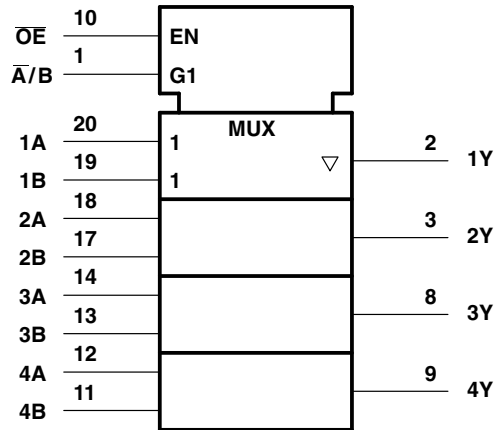 O̅E̅ 10 EN
A̅/B 1 G1
MUX
1A 20 1 ▽ 2 1Y
1B 19 1
2A 18 3 2Y
2B 17
3A 14 8 3Y
3B 13
4A 12 9 4Y
4B 11